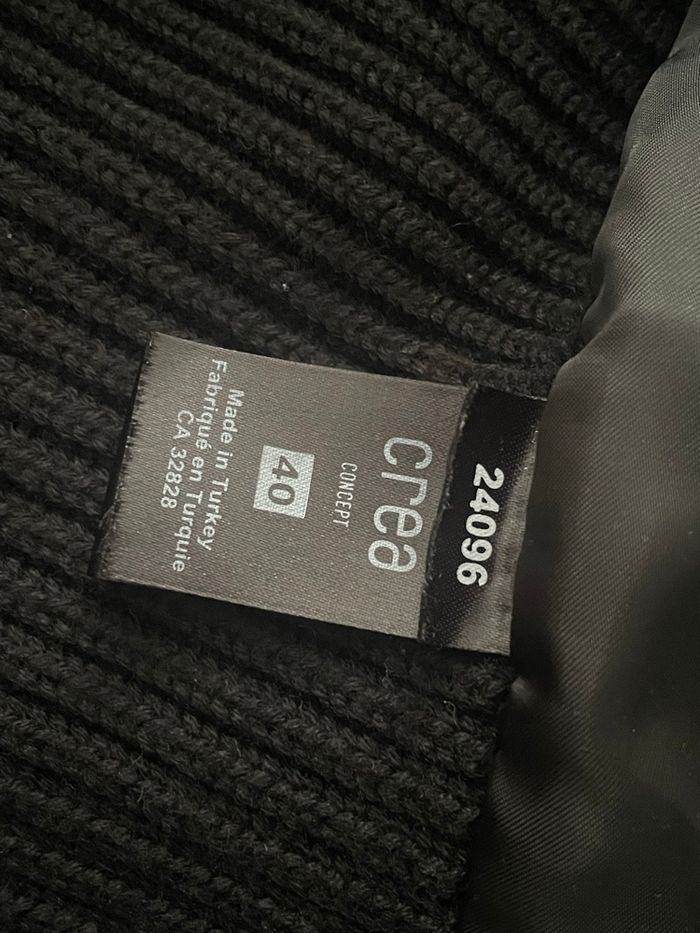 24096
crea
CONCEPT
40
Made in Turkey
Fabriqué en Turquie
CA 32828